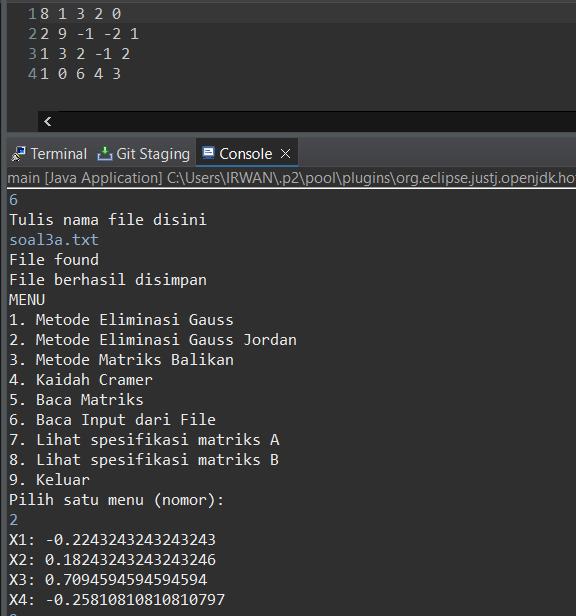 1 8 1 3 2 0
2 2 9 -1 -2 1
3 1 3 2 -1 2
4 1 0 6 4 3
Terminal Git Staging Console
main [Java Application] C:\Users\IRWAN\.p2\pool\plugins\org.eclipse.justj.openjdk.hot
6
Tulis nama file disini
soal3a.txt
File found
File berhasil disimpan
MENU
1. Metode Eliminasi Gauss
2. Metode Eliminasi Gauss Jordan
3. Metode Matriks Balikan
4. Kaidah Cramer
5. Baca Matriks
6. Baca Input dari File
7. Lihat spesifikasi matriks A
8. Lihat spesifikasi matriks B
9. Keluar
Pilih satu menu (nomor):
2
X1: -0.2243243243243243
X2: 0.18243243243243246
X3: 0.7094594594594594
X4: -0.25810810810810797